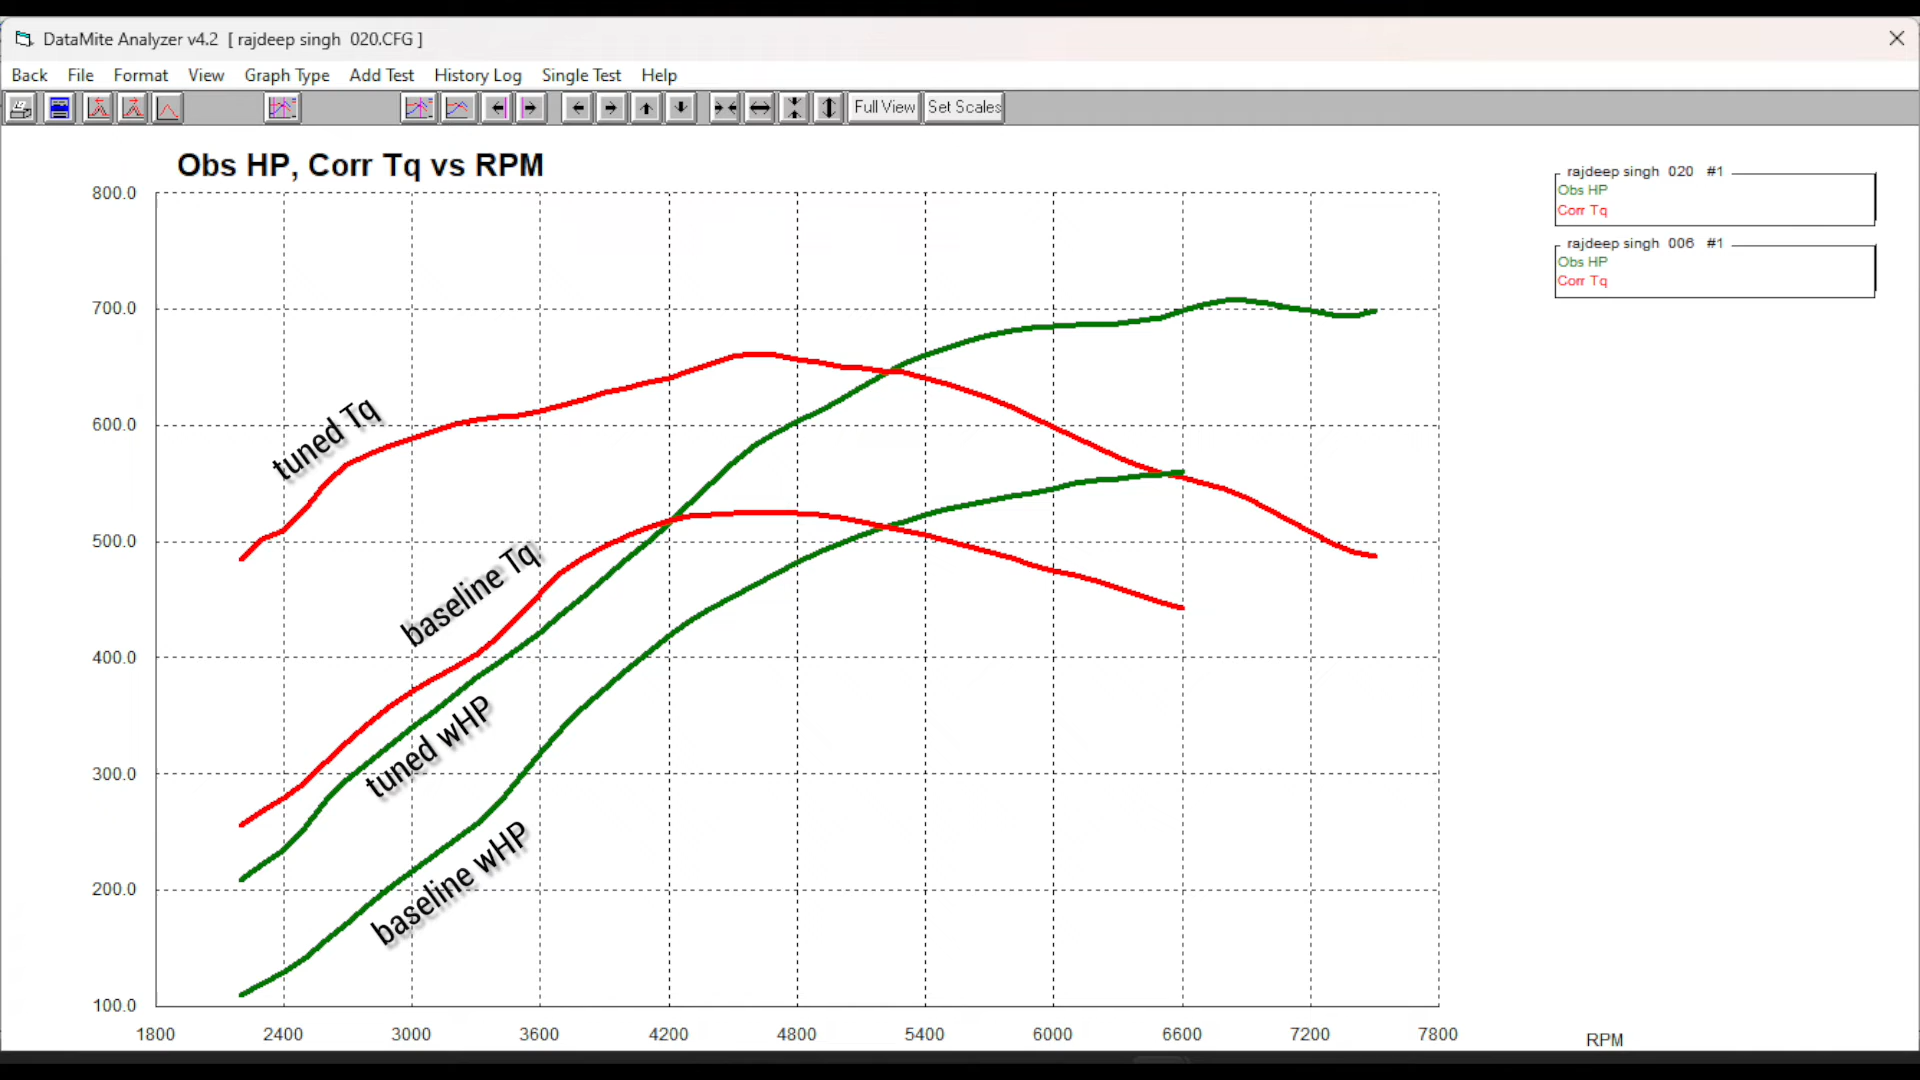 DataMite Analyzer v4.2 [ rajdeep singh 020.CFG ]
Back File Format View Graph Type Add Test History Log Single Test Help
Full View Set Scales
Obs HP, Corr Tq vs RPM
800.0
700.0
600.0
500.0
400.0
300.0
200.0
100.0
tuned Tq
baseline Tq
tuned wHP
baseline wHP
1800 2400 3000 3600 4200 4800 5400 6000 6600 7200 7800
RPM
rajdeep singh 020 #1
Obs HP
Corr Tq
rajdeep singh 006 #1
Obs HP
Corr Tq